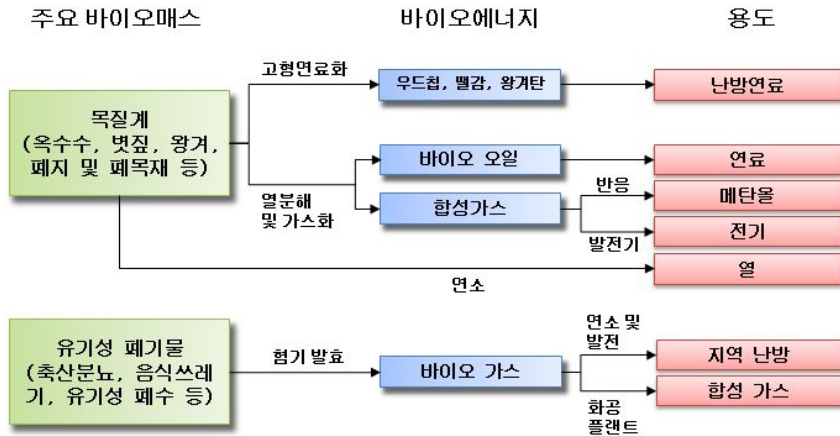 주요 바이오매스
바이오에너지
용도
고형연료화
우드칩, 땔감, 왕겨탄
난방연료
목질계
(옥수수, 볏짚, 왕겨,
폐지 및 폐목재 등)
바이오 오일
연료
열분해
및 가스화
합성가스
반응
메탄올
발전기
전기
연소
열
유기성 폐기물
(축산분뇨, 음식쓰레
기, 유기성 폐수 등)
혐기 발효
바이오 가스
연소 및
발전
지역 난방
화공
플랜트
합성 가스